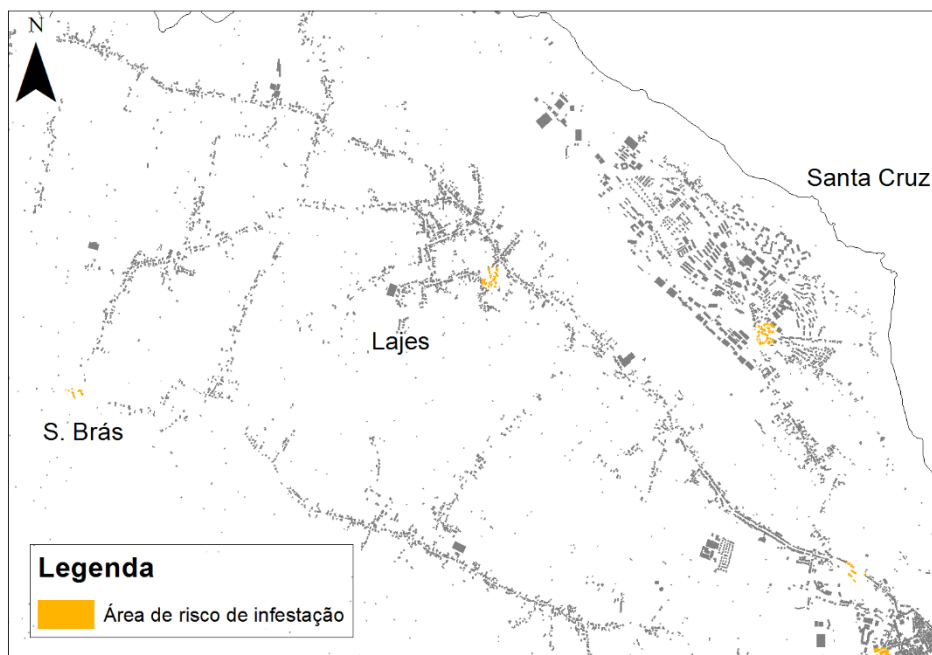 N
Santa Cruz
Lajes
S. Brás
Legenda
Área de risco de infestação